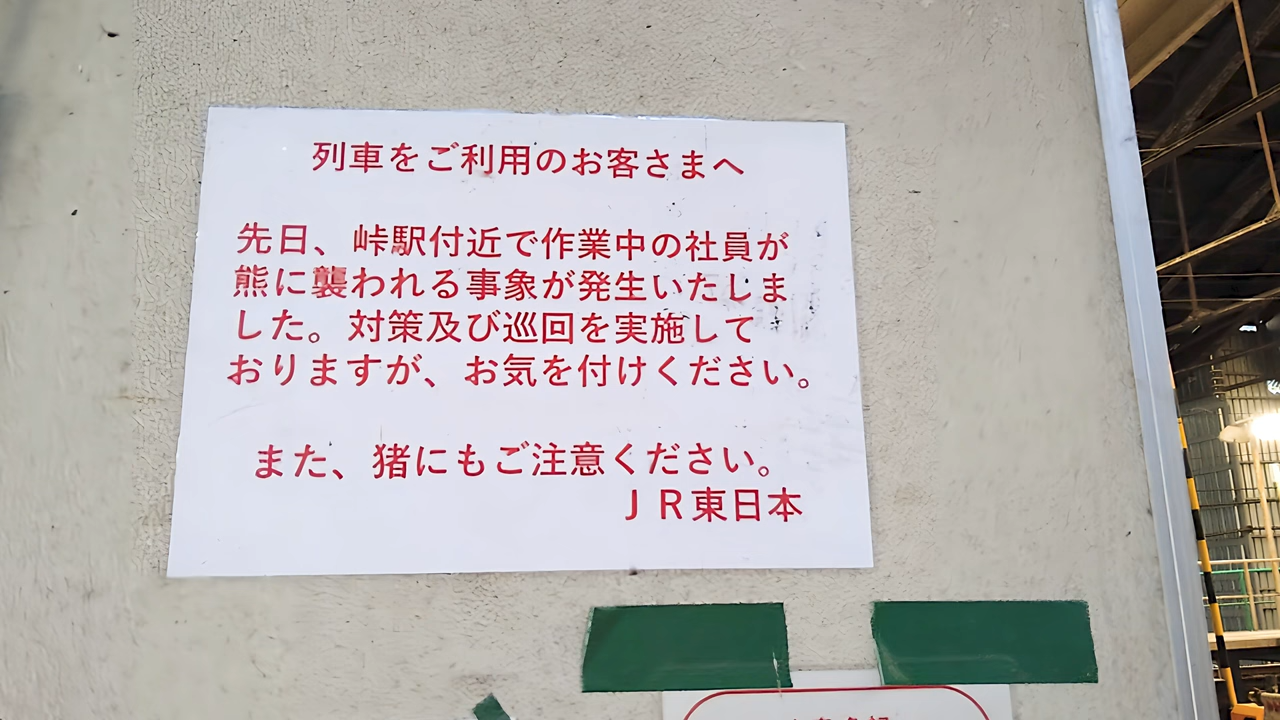 列車をご利用のお客さまへ
先日、峠駅付近で作業中の社員が
熊に襲われる事象が発生いたしま
した。対策及び巡回を実施して
おりますが、お気を付けください。
また、猪にもご注意ください。
ＪＲ東日本